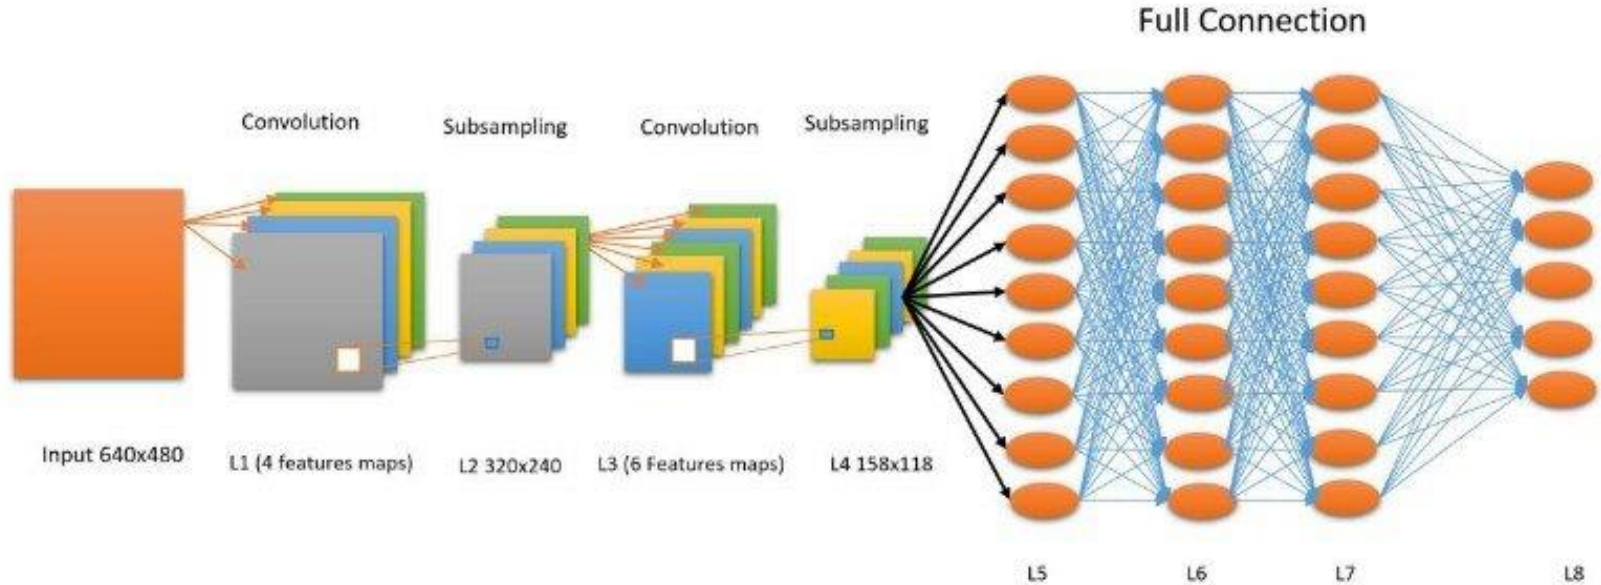 Full Connection
Convolution
Subsampling
Convolution
Subsampling
Input 640x480
L1 (4 features maps)
L2 320x240
L3 (6 Features maps)
L4 158x118
L5
L6
L7
L8